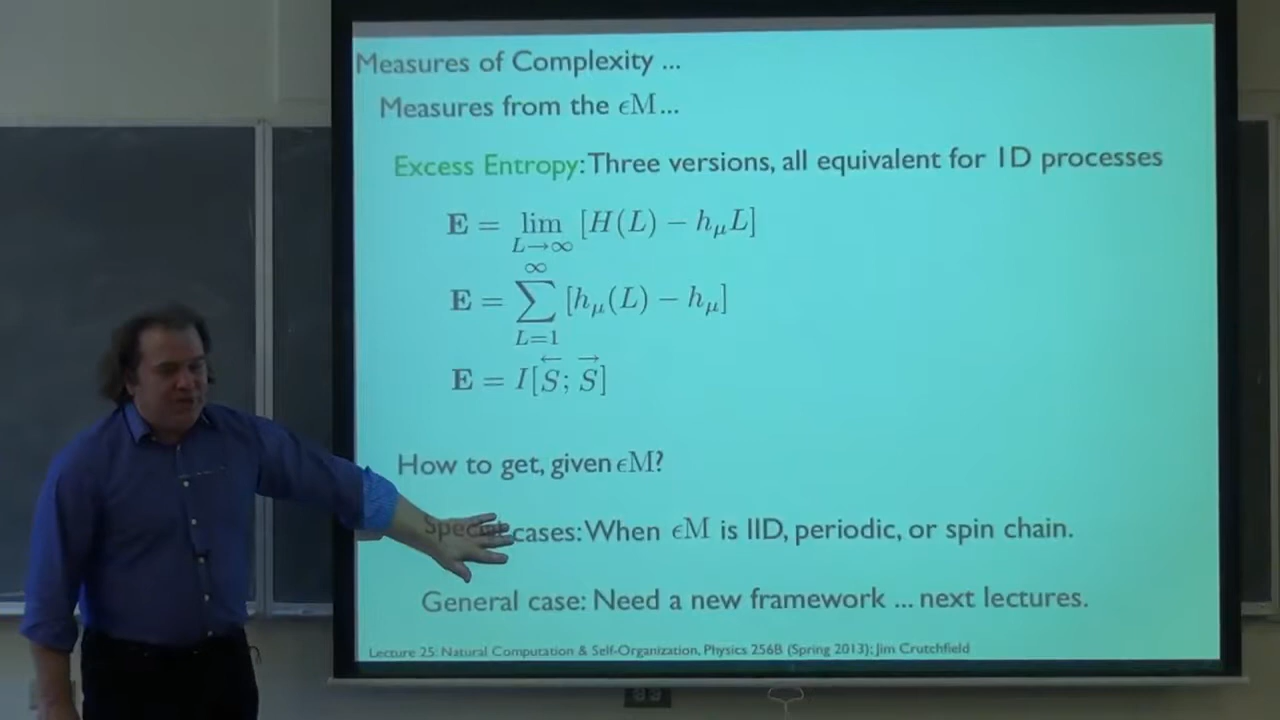 Measures of Complexity ...
Measures from the ϵM...
Excess Entropy: Three versions, all equivalent for 1D processes
E = lim L→∞ [H(L) − hμL]
E = ∑ L=1 ∞ [hμ(L) − hμ]
E = I[←S; →S]
How to get, given ϵM?
Special cases: When ϵM is IID, periodic, or spin chain.
General case: Need a new framework ... next lectures.
Lecture 25: Natural Computation & Self-Organization, Physics 256B (Spring 2013); Jim Crutchfield